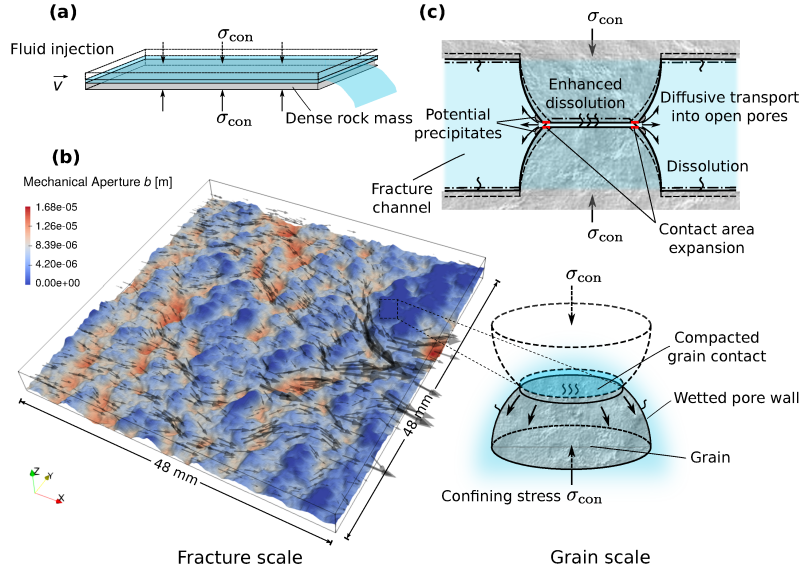 (a)
σcon
Fluid injection
v
σcon
Dense rock mass
(b)
Mechanical Aperture b [m]
1.68e-05
1.26e-05
8.39e-06
4.20e-06
0.00e+00
48 mm
48 mm
Z
Y
X
Fracture scale
(c)
σcon
Enhanced
dissolution
Potential
precipitates
Diffusive transport
into open pores
Dissolution
Fracture
channel
σcon
Contact area
expansion
σcon
Compacted
grain contact
Wetted pore wall
Grain
Confining stress σcon
Grain scale